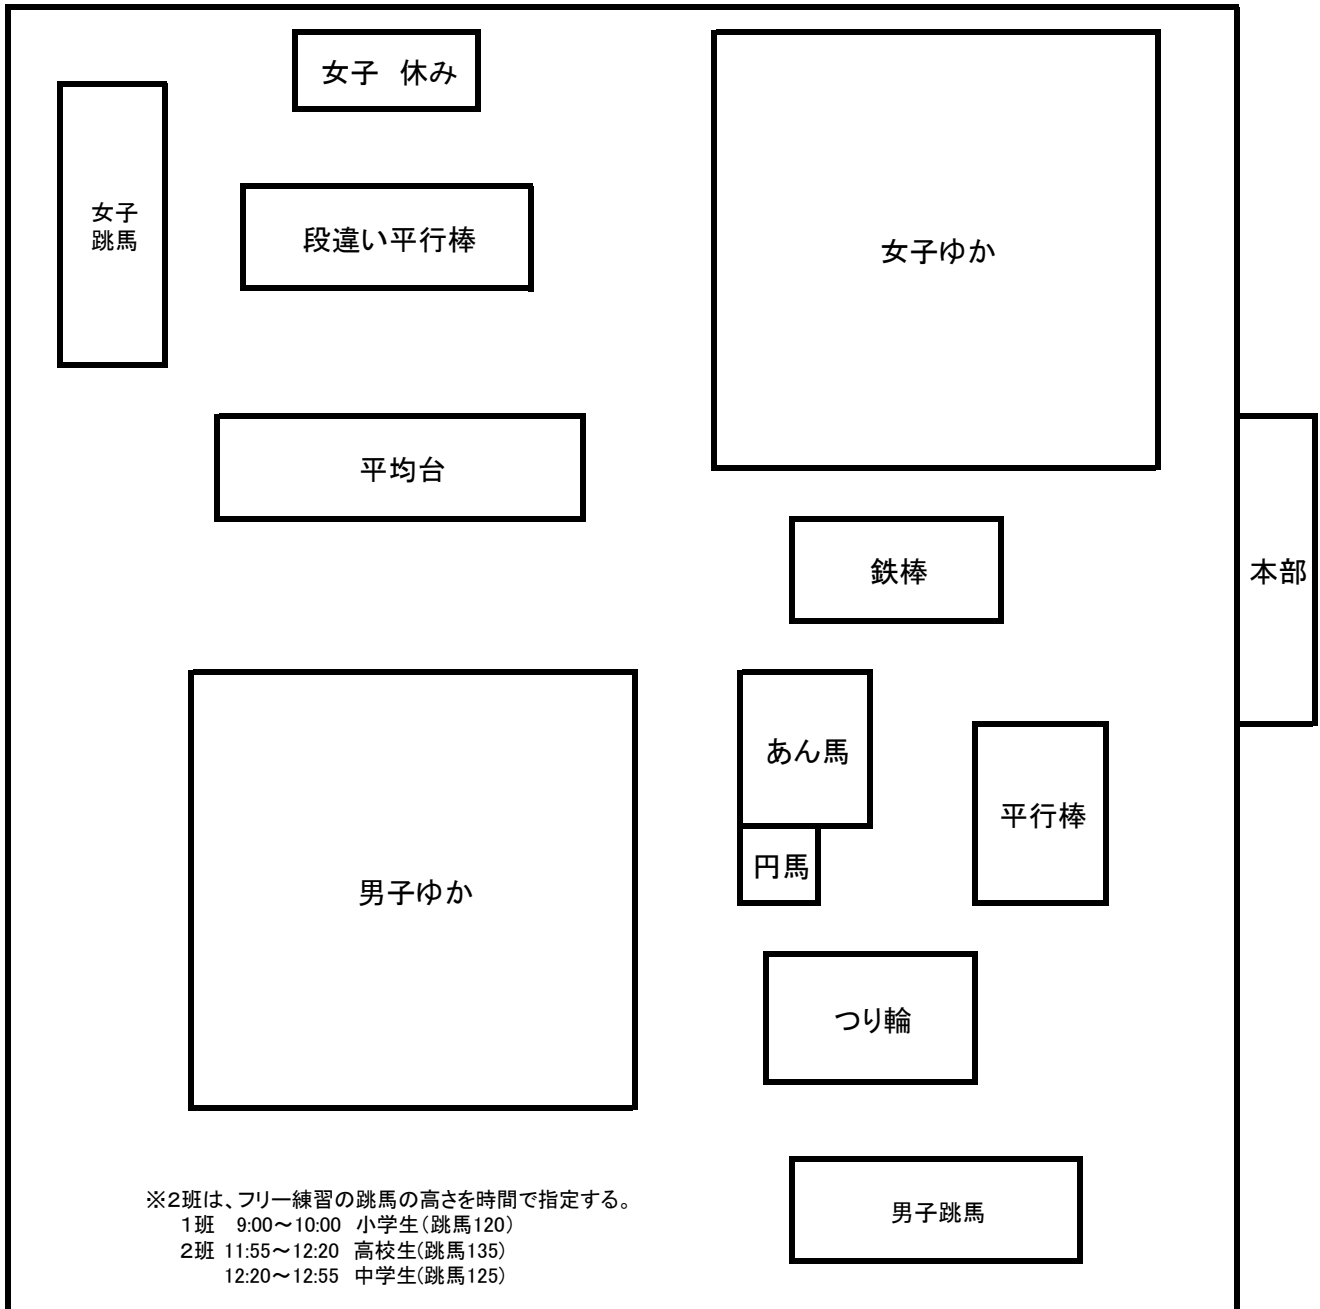 女子　休み
女子
跳馬
段違い平行棒
女子ゆか
平均台
鉄棒
本部
あん馬
平行棒
円馬
男子ゆか
つり輪
男子跳馬
※2班は、フリー練習の跳馬の高さを時間で指定する。
1班　9:00～10:00　小学生（跳馬120）
2班 11:55～12:20　高校生(跳馬135)
12:20～12:55　中学生(跳馬125)